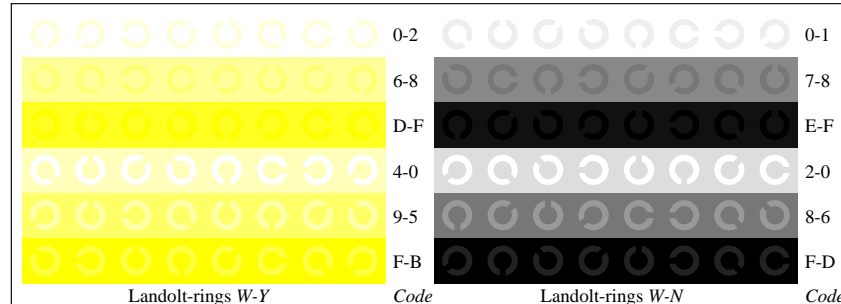 0-2 0-1
6-8 7-8
D-F E-F
4-0 2-0
9-5 8-6
F-B F-D
Landolt-rings W-Y Code Landolt-rings W-N Code